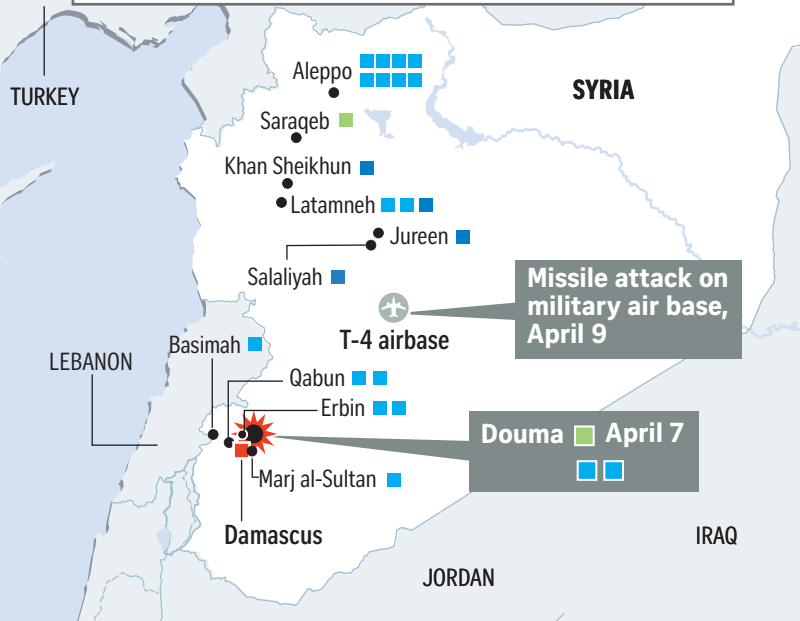 Aleppo
SYRIA
TURKEY
Saraqeb
Khan Sheikhun
Latamneh
Jureen
Salaliyah
Missile attack on
military air base,
April 9
T-4 airbase
Basimah
LEBANON
Qabun
Erbin
Douma April 7
Marj al-Sultan
Damascus
IRAQ
JORDAN